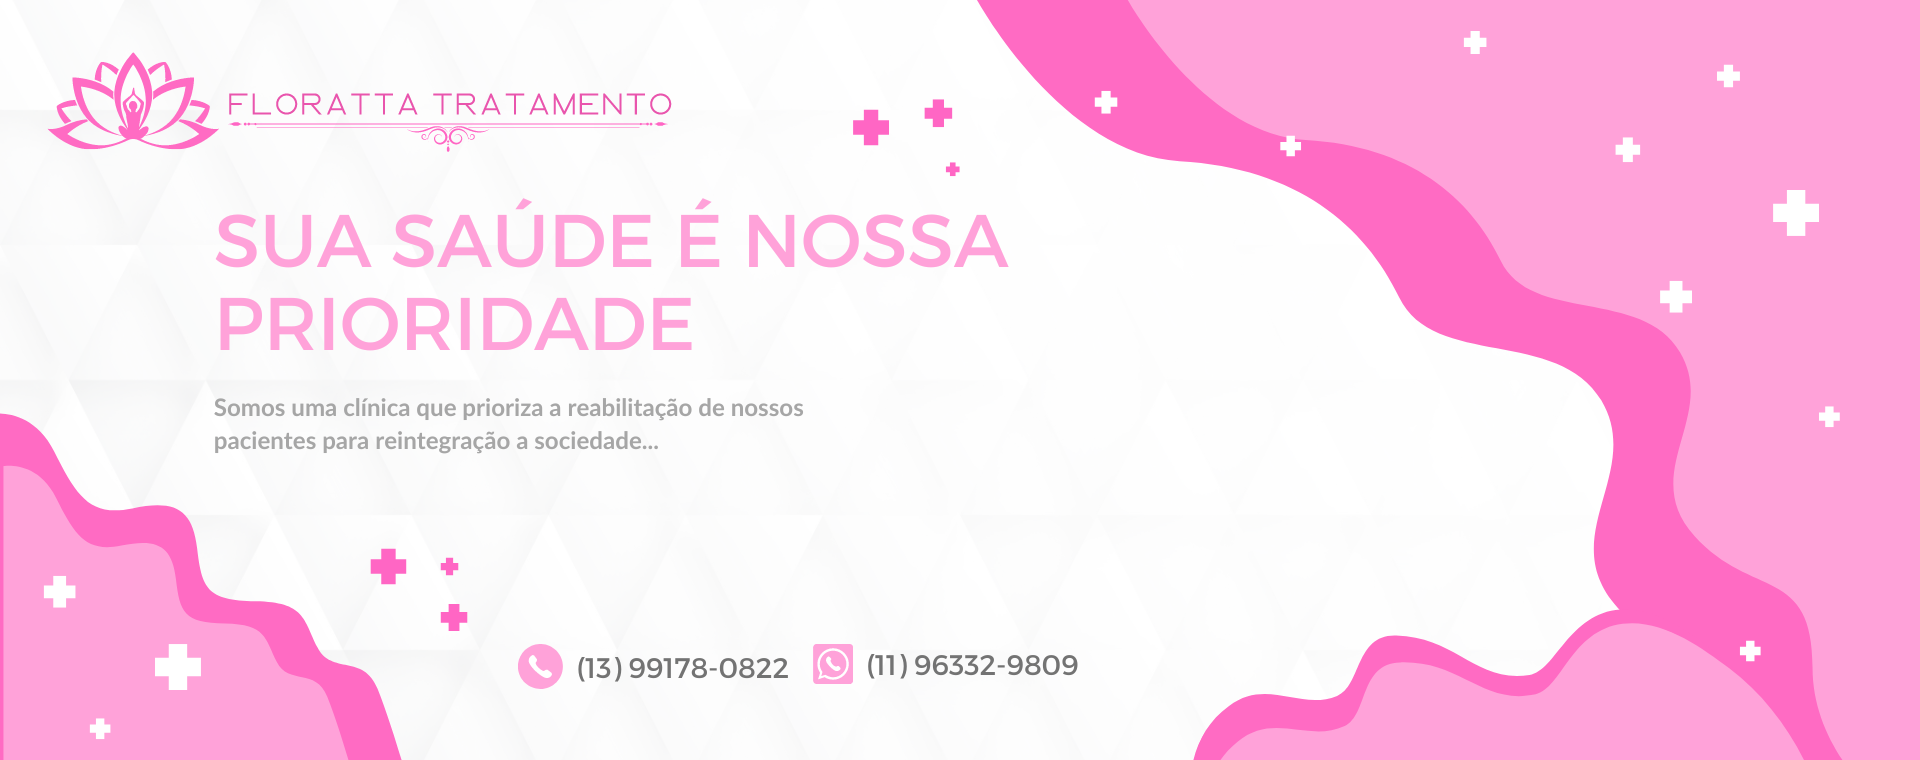 FLORATTA TRATAMENTO
SUA SAÚDE É NOSSA
PRIORIDADE
Somos uma clínica que prioriza a reabilitação de nossos
pacientes para reintegração a sociedade...
(13) 99178-0822 (11) 96332-9809